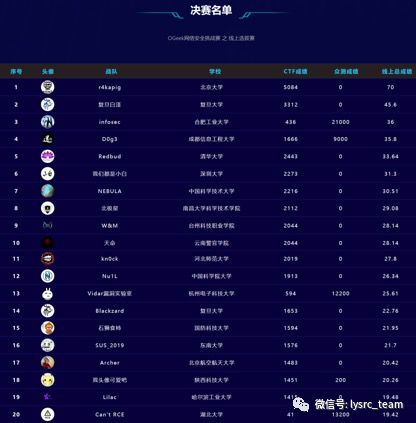 决赛名单
OGeek网络安全挑战赛 之 线上选拔赛
序号 头像 战队 学校 CTF成绩 众测成绩 线上总成绩
1 r4kapig 北京大学 5084 0 70
2 复旦白泽 复旦大学 3312 0 45.6
3 infosec 合肥工业大学 436 21000 36
4 D0g3 成都信息工程大学 1666 9000 35.8
5 Redbud 清华大学 2443 0 33.64
6 我们都是小白 深圳大学 2273 0 31.3
7 NEBULA 中国科学技术大学 2216 0 30.51
8 北极星 南昌大学科学技术学院 2112 0 29.08
9 W&M 台州科技职业学院 2044 0 28.14
10 天命 云南警官学院 2044 0 28.14
11 kn0ck 河北师范大学 2019 0 27.8
12 Nu1L 中国科学院大学 1913 0 26.34
13 Vidar漏洞实验室 杭州电子科技大学 594 12200 25.61
14 Blackzard 复旦大学 1653 0 22.76
15 石狮食柿 国防科技大学 1594 0 21.95
16 SUS_2019 东南大学 1576 0 21.7
17 Archer 北京航空航天大学 1483 0 20.42
18 我头像可爱吧 陕西科技大学 1451 200 20.26
19 Lilac 哈尔滨工业大学 19.48
20 Can't RCE 湖北大学 41 13200 19.42
微信号: lysrc_team